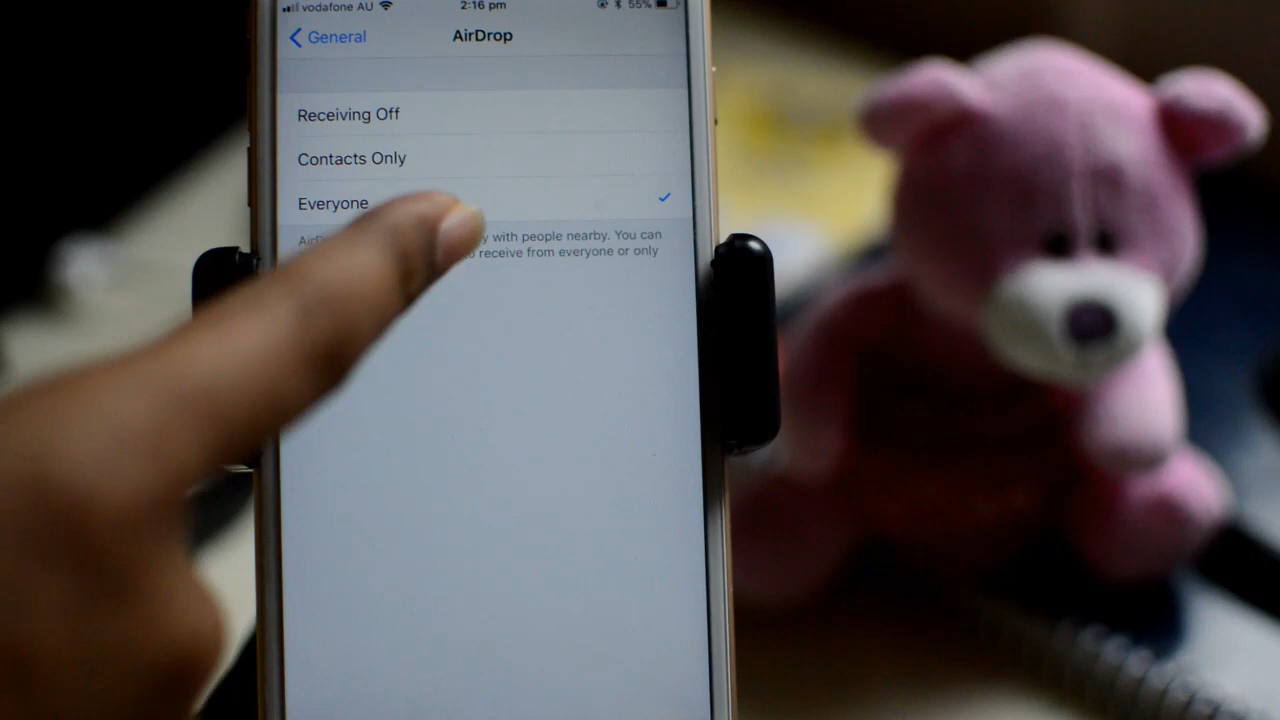 vodafone AU 2:16 pm 55%
General AirDrop
Receiving Off
Contacts Only
Everyone
with people nearby. You can
receive from everyone or only